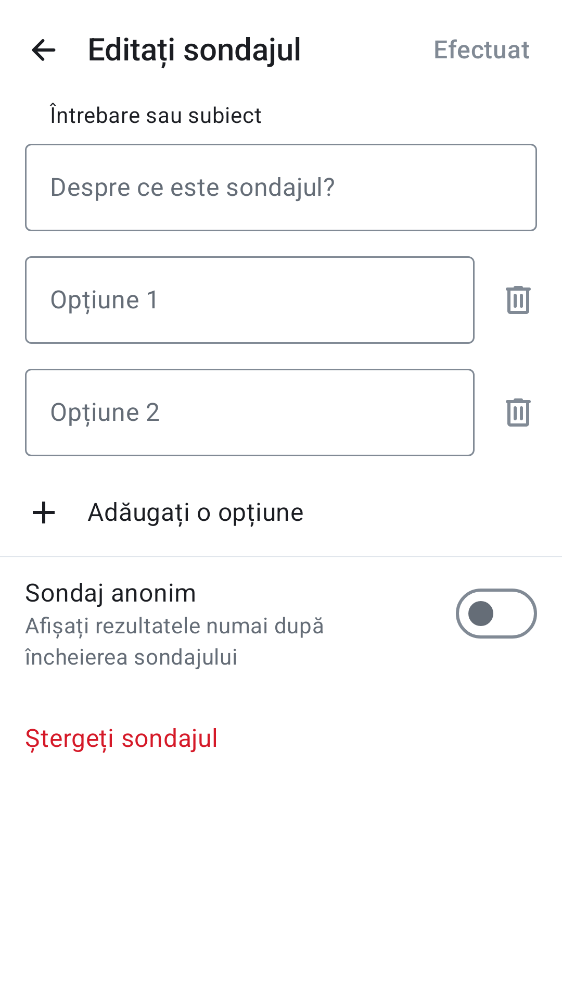 Editați sondajul
Efectuat
Întrebare sau subiect
Despre ce este sondajul?
Opțiune 1
Opțiune 2
Adăugați o opțiune
Sondaj anonim
Afișați rezultatele numai după
încheierea sondajului
Ștergeți sondajul